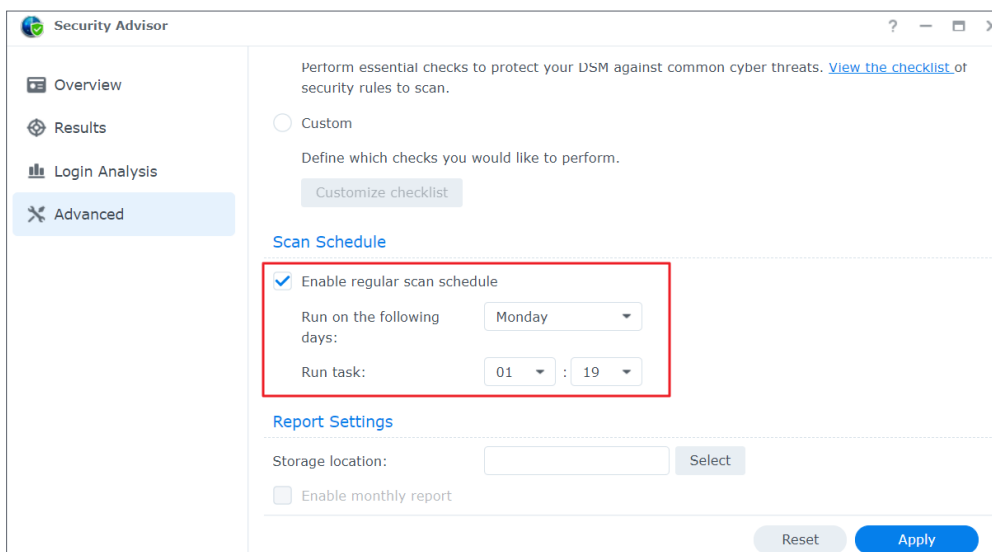 Security Advisor
?
Overview
Results
Login Analysis
Advanced
Perform essential checks to protect your DSM against common cyber threats. View the checklist of
security rules to scan.
Custom
Define which checks you would like to perform.
Customize checklist
Scan Schedule
Enable regular scan schedule
Run on the following
days:
Monday
Run task:
01 : 19
Report Settings
Storage location:
Select
Enable monthly report
Reset
Apply